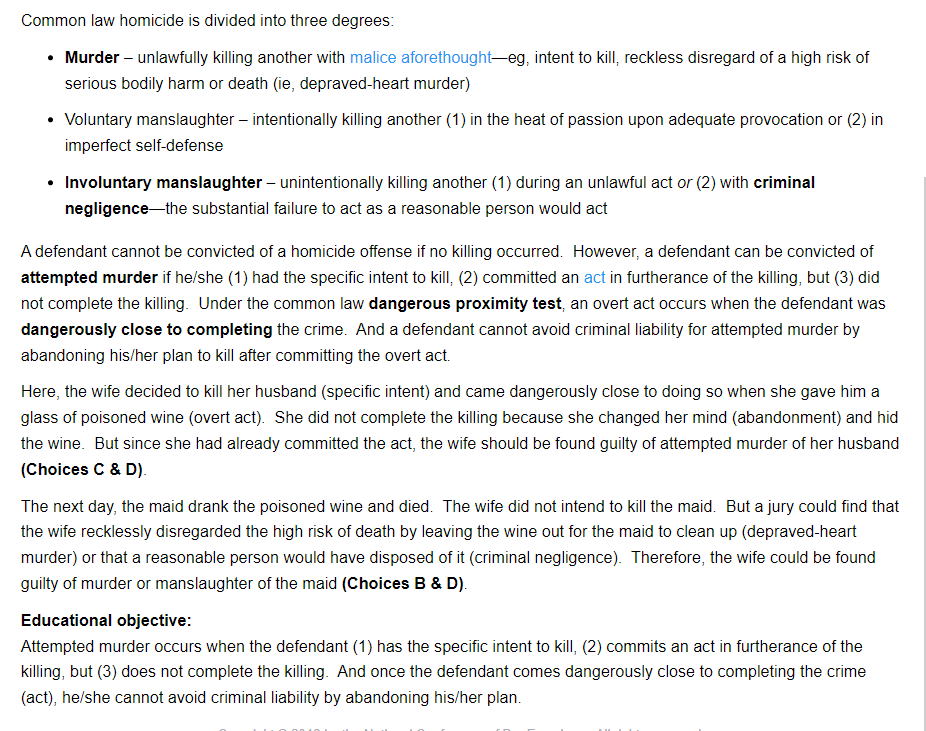 Common law homicide is divided into three degrees:
• Murder – unlawfully killing another with malice aforethought—eg, intent to kill, reckless disregard of a high risk of
serious bodily harm or death (ie, depraved-heart murder)
• Voluntary manslaughter – intentionally killing another (1) in the heat of passion upon adequate provocation or (2) in
imperfect self-defense
• Involuntary manslaughter – unintentionally killing another (1) during an unlawful act or (2) with criminal
negligence—the substantial failure to act as a reasonable person would act
A defendant cannot be convicted of a homicide offense if no killing occurred. However, a defendant can be convicted of
attempted murder if he/she (1) had the specific intent to kill, (2) committed an act in furtherance of the killing, but (3) did
not complete the killing. Under the common law dangerous proximity test, an overt act occurs when the defendant was
dangerously close to completing the crime. And a defendant cannot avoid criminal liability for attempted murder by
abandoning his/her plan to kill after committing the overt act.
Here, the wife decided to kill her husband (specific intent) and came dangerously close to doing so when she gave him a
glass of poisoned wine (overt act). She did not complete the killing because she changed her mind (abandonment) and hid
the wine. But since she had already committed the act, the wife should be found guilty of attempted murder of her husband
(Choices C & D).
The next day, the maid drank the poisoned wine and died. The wife did not intend to kill the maid. But a jury could find that
the wife recklessly disregarded the high risk of death by leaving the wine out for the maid to clean up (depraved-heart
murder) or that a reasonable person would have disposed of it (criminal negligence). Therefore, the wife could be found
guilty of murder or manslaughter of the maid (Choices B & D).
Educational objective:
Attempted murder occurs when the defendant (1) has the specific intent to kill, (2) commits an act in furtherance of the
killing, but (3) does not complete the killing. And once the defendant comes dangerously close to completing the crime
(act), he/she cannot avoid criminal liability by abandoning his/her plan.